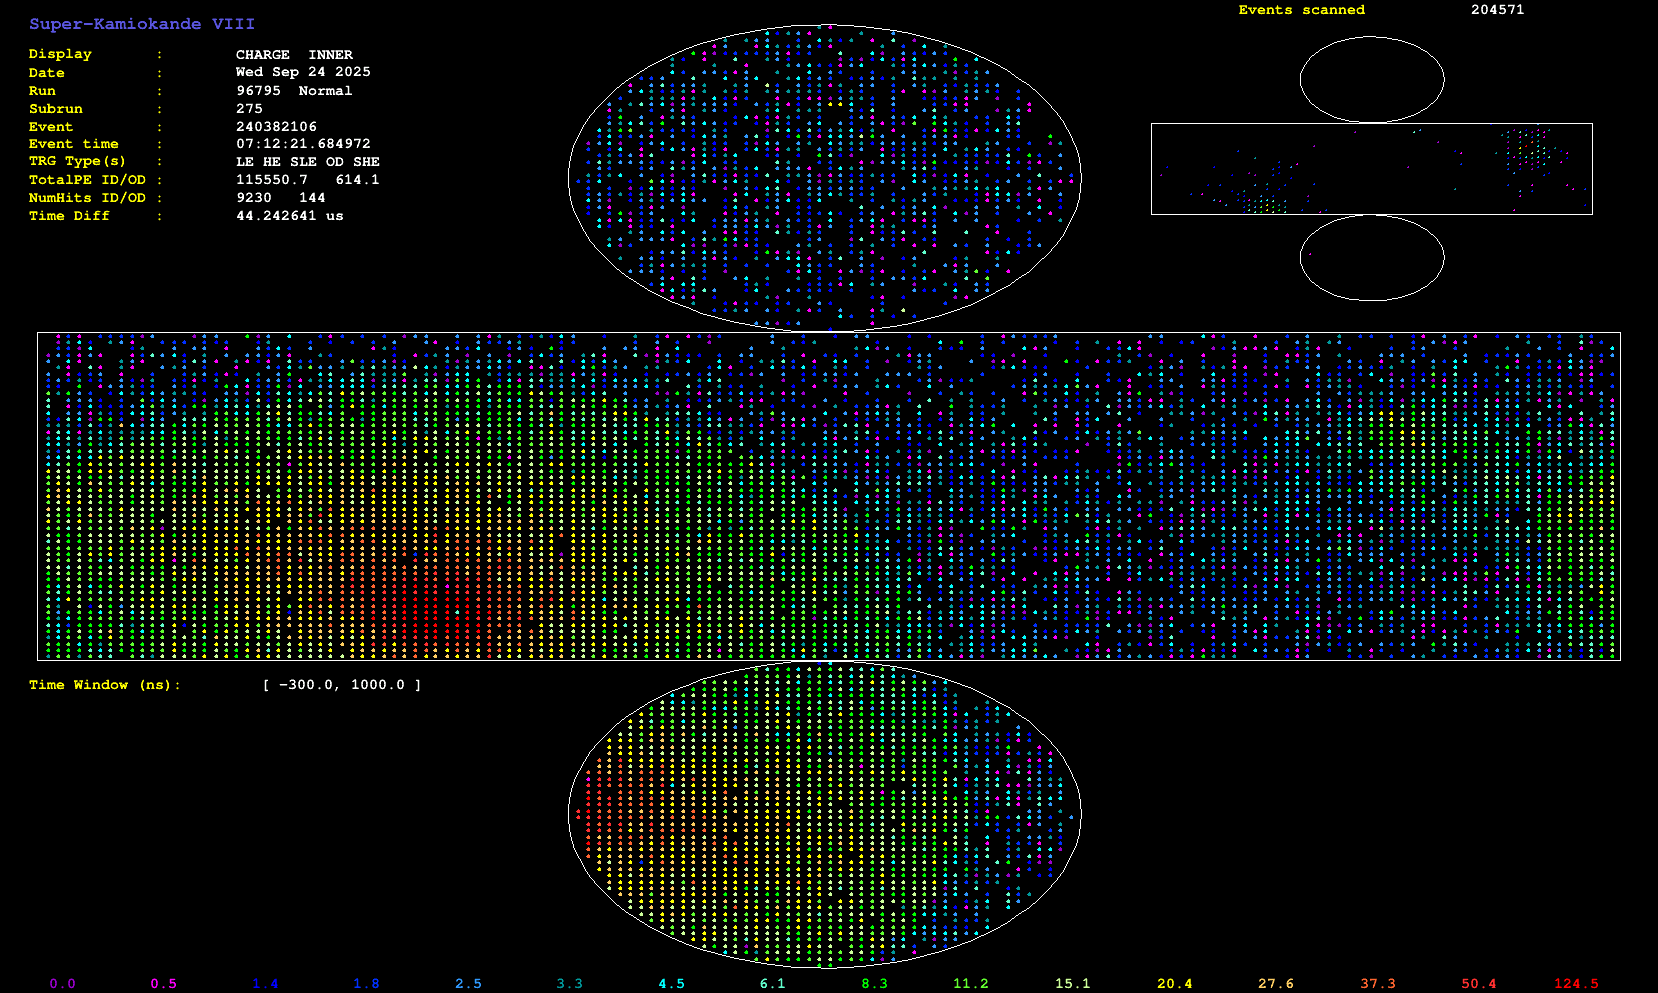 Super-Kamiokande VIII
Events scanned 204571
Display : CHARGE INNER
Date : Wed Sep 24 2025
Run : 96795 Normal
Subrun : 275
Event : 240382106
Event time : 07:12:21.684972
TRG Type(s) : LE HE SLE OD SHE
TotalPE ID/OD : 115550.7 614.1
NumHits ID/OD : 9230 144
Time Diff : 44.242641 us
Time Window (ns): [ -300.0, 1000.0 ]
0.0 0.5 1.4 1.8 2.5 3.3 4.5 6.1 8.3 11.2 15.1 20.4 27.6 37.3 50.4 124.5